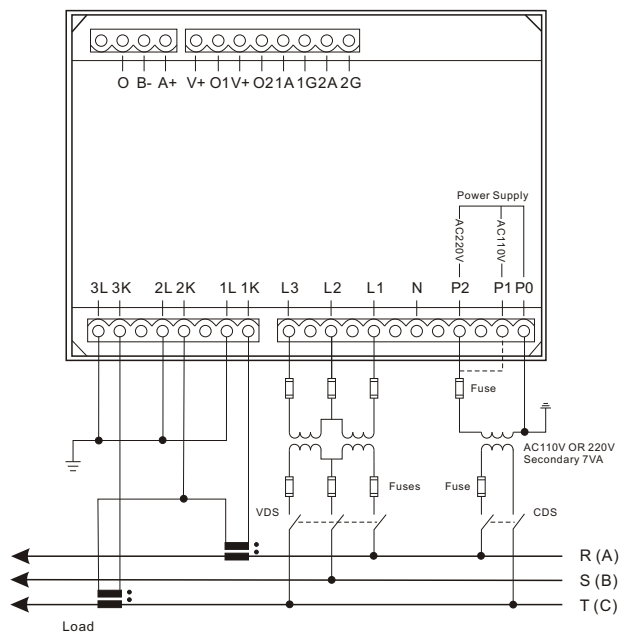 O B- A+ V+ O1 V+ O2 1A 1G 2A 2G
Power Supply
AC220V
AC110V
3L 3K 2L 2K 1L 1K L3 L2 L1 N P2 P1 P0
Fuse
AC110V OR 220V
Secondary 7VA
Fuses
Fuse
VDS
CDS
R (A)
S (B)
T (C)
Load